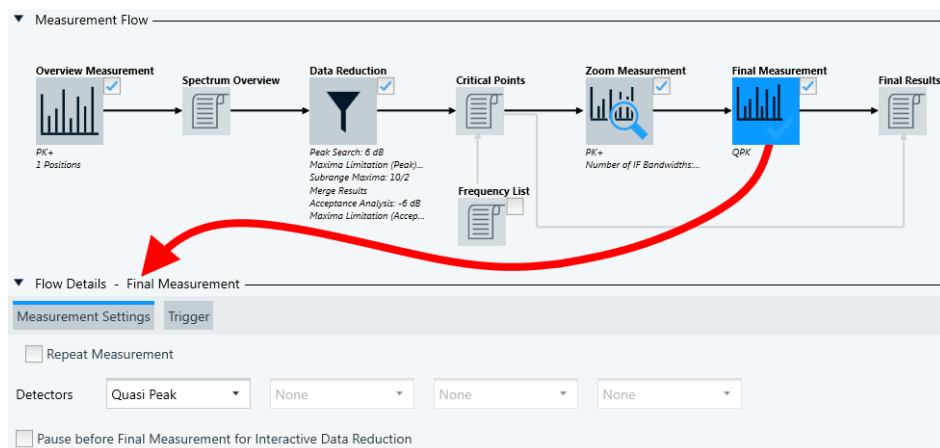 Measurement Flow
Overview Measurement
Spectrum Overview
Data Reduction
Critical Points
Zoom Measurement
Final Measurement
Final Results
PK+
1 Positions
Peak Search: 6 dB
Maxima Limitation (Peak)...
Subrange Maxima: 10/2
Merge Results
Acceptance Analysis: -6 dB
Maxima Limitation (Accep...
PK+
Number of IF Bandwidths:...
QPK
Frequency List
Flow Details - Final Measurement
Measurement Settings Trigger
Repeat Measurement
Detectors Quasi Peak None None None
Pause before Final Measurement for Interactive Data Reduction